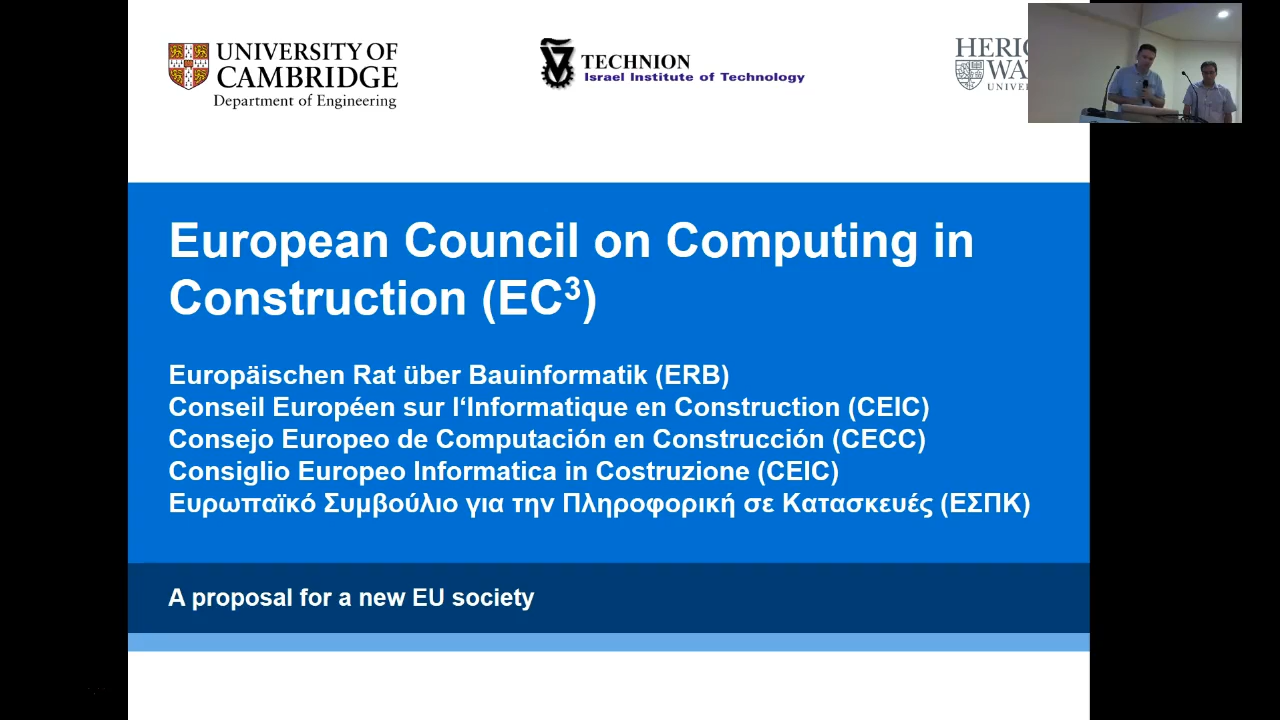 UNIVERSITY OF
CAMBRIDGE
Department of Engineering
TECHNION
Israel Institute of Technology
European Council on Computing in
Construction (EC³)
Europäischen Rat über Bauinformatik (ERB)
Conseil Européen sur l‘Informatique en Construction (CEIC)
Consejo Europeo de Computación en Construcción (CECC)
Consiglio Europeo Informatica in Costruzione (CEIC)
Ευρωπαϊκό Συμβούλιο για την Πληροφορική σε Κατασκευές (ΕΣΠΚ)
A proposal for a new EU society